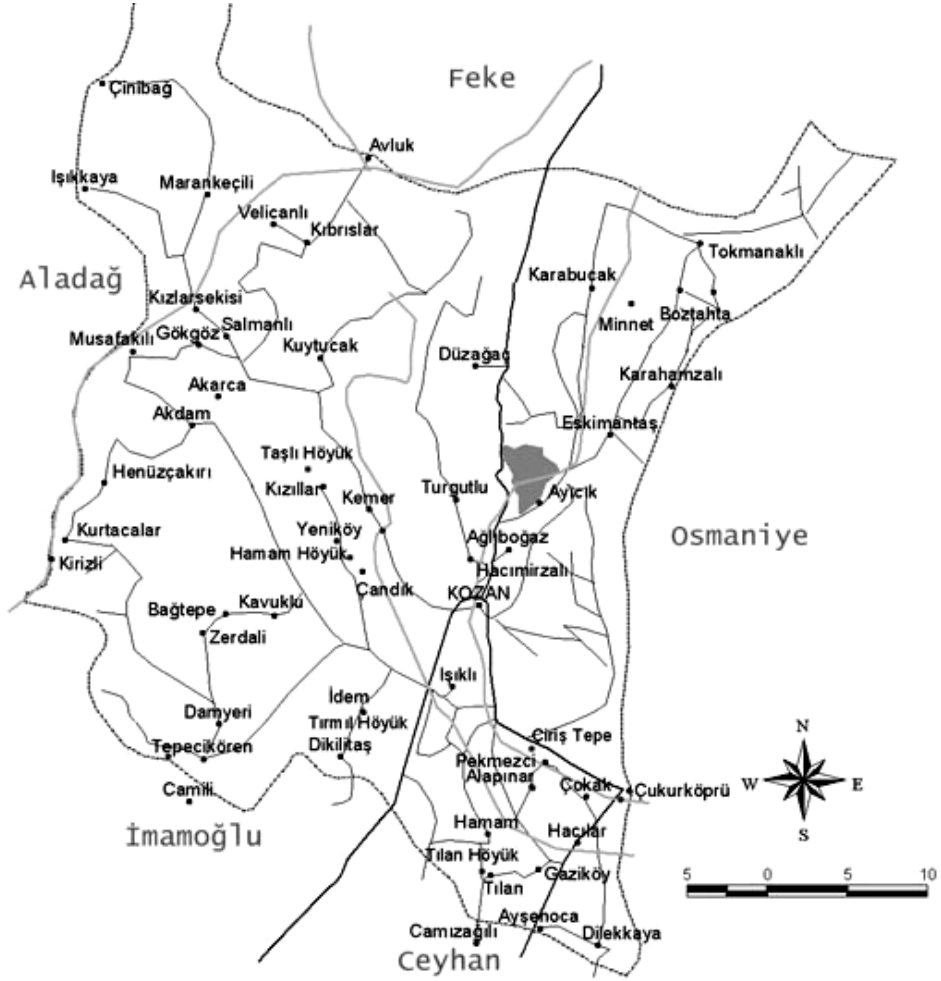 Feke
Çinibağ
Avluk
Işıkkaya
Marankeçili
Velicanlı
Kıbrıslar
Tokmanaklı
Aladağ
Karabucak
Kızlarsekisi
Boztahta
Minnet
Salmanlı
Gökgöz
Musafakılı
Kuytucak
Düzağaç
Karahamzalı
Akarca
Akdam
Eskimantaş
Taşlı Höyük
Henüzçakırı
Kızıllar
Turgutlu
Kemer
Ayıcık
Kurtacalar
Yeniköy
Ağlıboğaz
Osmaniye
Hamam Höyük
Kirizli
Hacımirzalı
Çandık
KOZAN
Bağtepe
Kavuklu
Zerdali
Işıklı
İdem
Damyeri
Tırmıl Höyük
N
Ciriş Tepe
Tepecikören
Dikilitaş
Pekmezci
Alapınar
W
E
Camili
Çokak
Çukurköprü
İmamoğlu
Hamam
Hacılar
S
Tılan Höyük
Gaziköy
5
0
5
10
Tılan
Ayşehoca
Camızağılı
Dilekkaya
Ceyhan